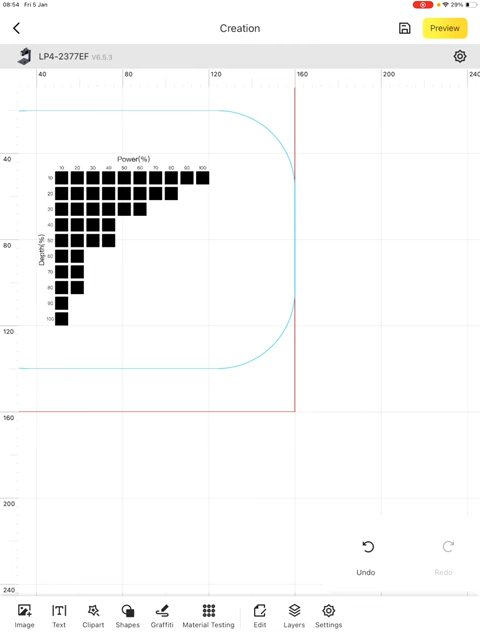 08:54 Fri 5 Jan
29%
Creation
Preview
LP4-2377EF V6.5.3
40 80 120 160 200 240
Power(%)
10 20 30 40 50 60 70 80 90 100
Depth(%)
10
20
30
40
50
60
70
80
90
100
40
80
120
160
200
240
Undo Redo
Image Text Clipart Shapes Graffiti Material Testing Edit Layers Settings